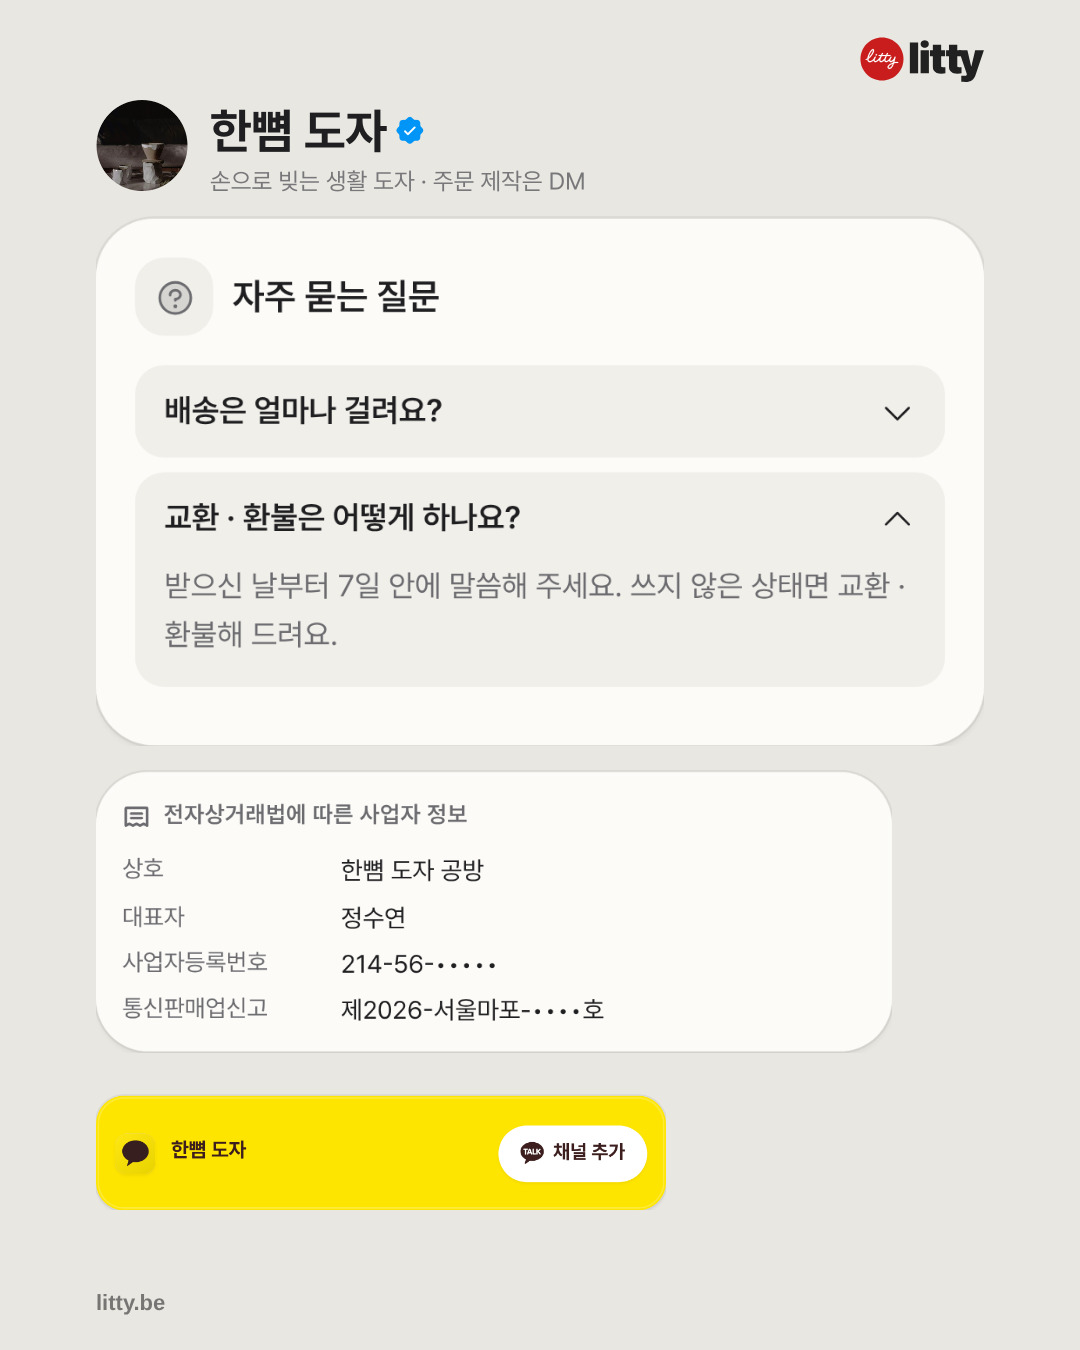 litty litty
한뼘 도자
손으로 빚는 생활 도자 · 주문 제작은 DM
자주 묻는 질문
배송은 얼마나 걸려요?
교환 · 환불은 어떻게 하나요?
받으신 날부터 7일 안에 말씀해 주세요. 쓰지 않은 상태면 교환 ·
환불해 드려요.
전자상거래법에 따른 사업자 정보
상호 한뼘 도자 공방
대표자 정수연
사업자등록번호 214-56-•••••
통신판매업신고 제2026-서울마포-••••호
한뼘 도자 TALK 채널 추가
litty.be